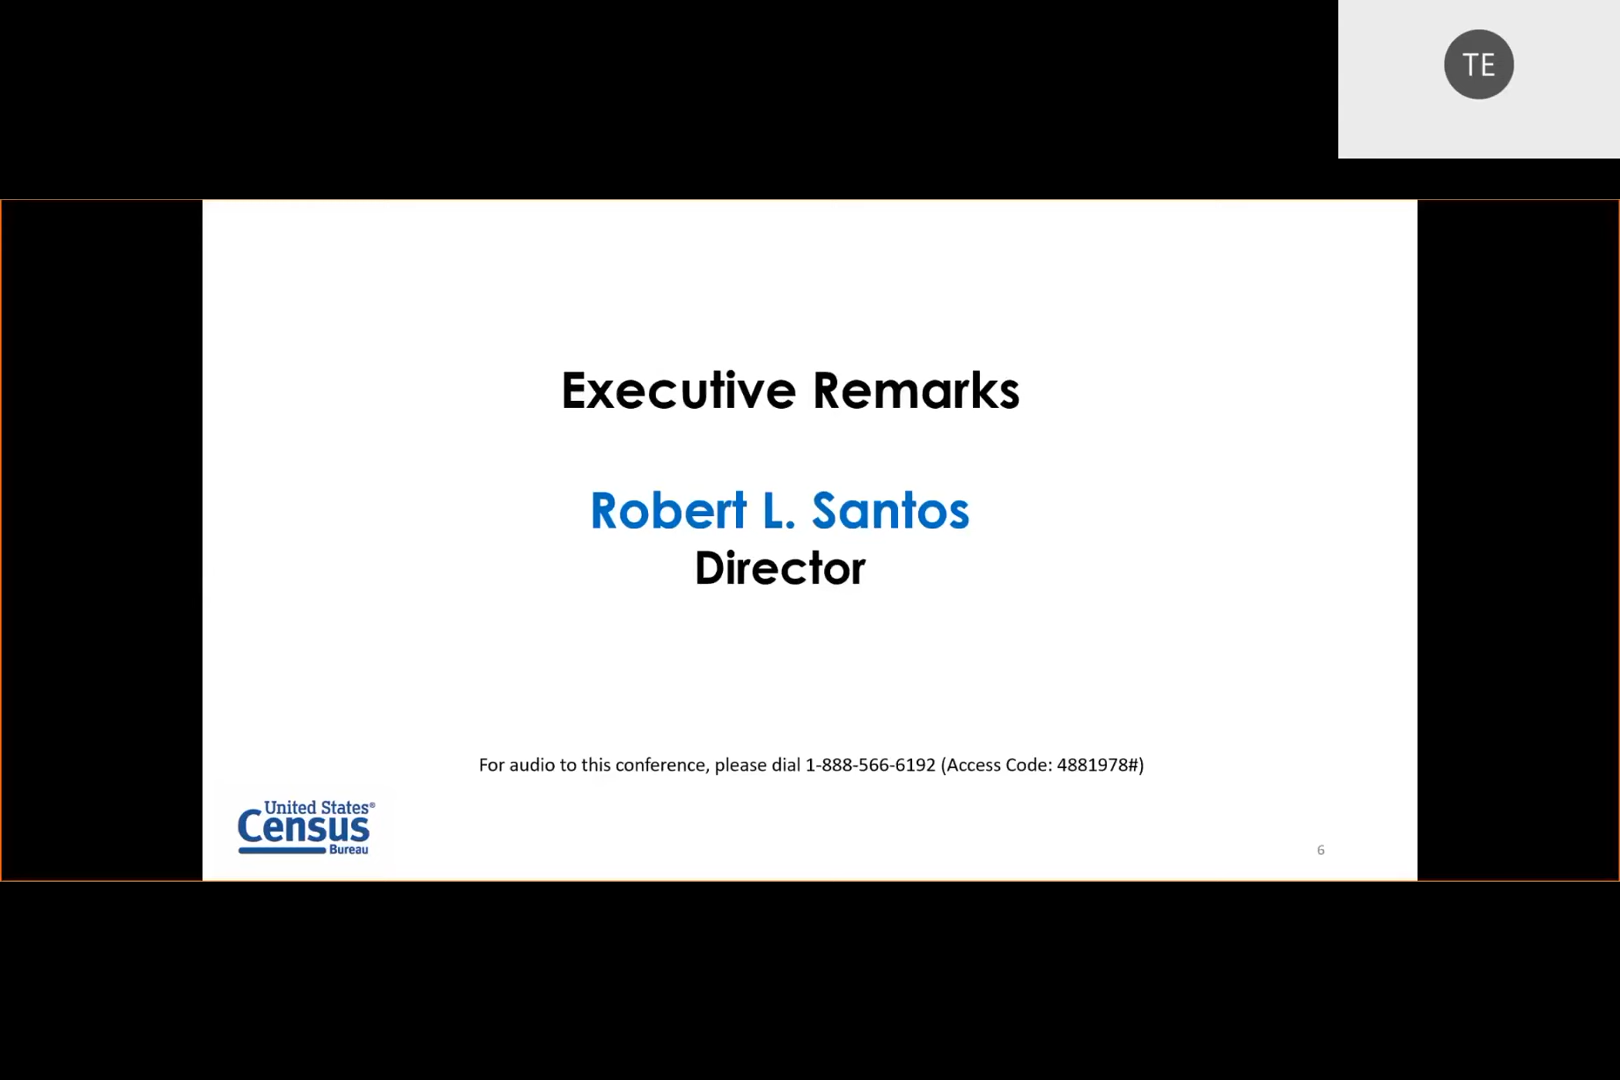 TE
Executive Remarks
Robert L. Santos
Director
For audio to this conference, please dial 1-888-566-6192 (Access Code: 4881978#)
United States®
Census
Bureau
6